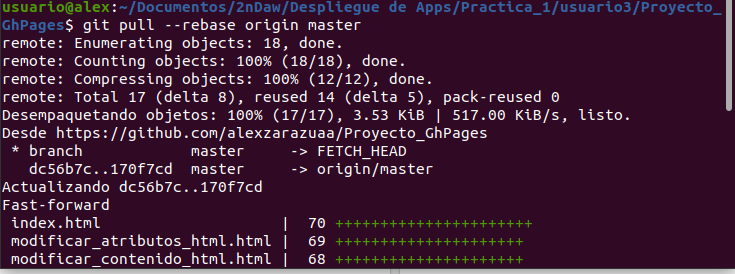 usuario@alex:~/Documentos/2nDaw/Despliegue de Apps/Practica_1/usuario3/Proyecto_
GhPages$ git pull --rebase origin master
remote: Enumerating objects: 18, done.
remote: Counting objects: 100% (18/18), done.
remote: Compressing objects: 100% (12/12), done.
remote: Total 17 (delta 8), reused 14 (delta 5), pack-reused 0
Desempaquetando objetos: 100% (17/17), 3.53 KiB | 517.00 KiB/s, listo.
Desde https://github.com/alexzarazuaa/Proyecto_GhPages
 * branch            master     -> FETCH_HEAD
   dc56b7c..170f7cd  master     -> origin/master
Actualizando dc56b7c..170f7cd
Fast-forward
 index.html                    |  70 ++++++++++++++++++++++
 modificar_atributos_html.html |  69 +++++++++++++++++++++
 modificar_contenido_html.html |  68 +++++++++++++++++++++